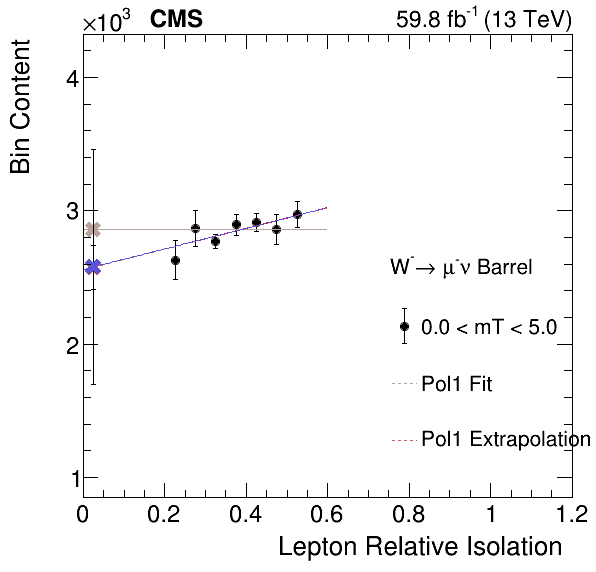 ×10³ CMS 59.8 fb⁻¹ (13 TeV)
Bin Content
4
3
2
1
W⁻→ μ⁻ν Barrel
0.0 < mT < 5.0
Pol1 Fit
Pol1 Extrapolation
0 0.2 0.4 0.6 0.8 1 1.2
Lepton Relative Isolation